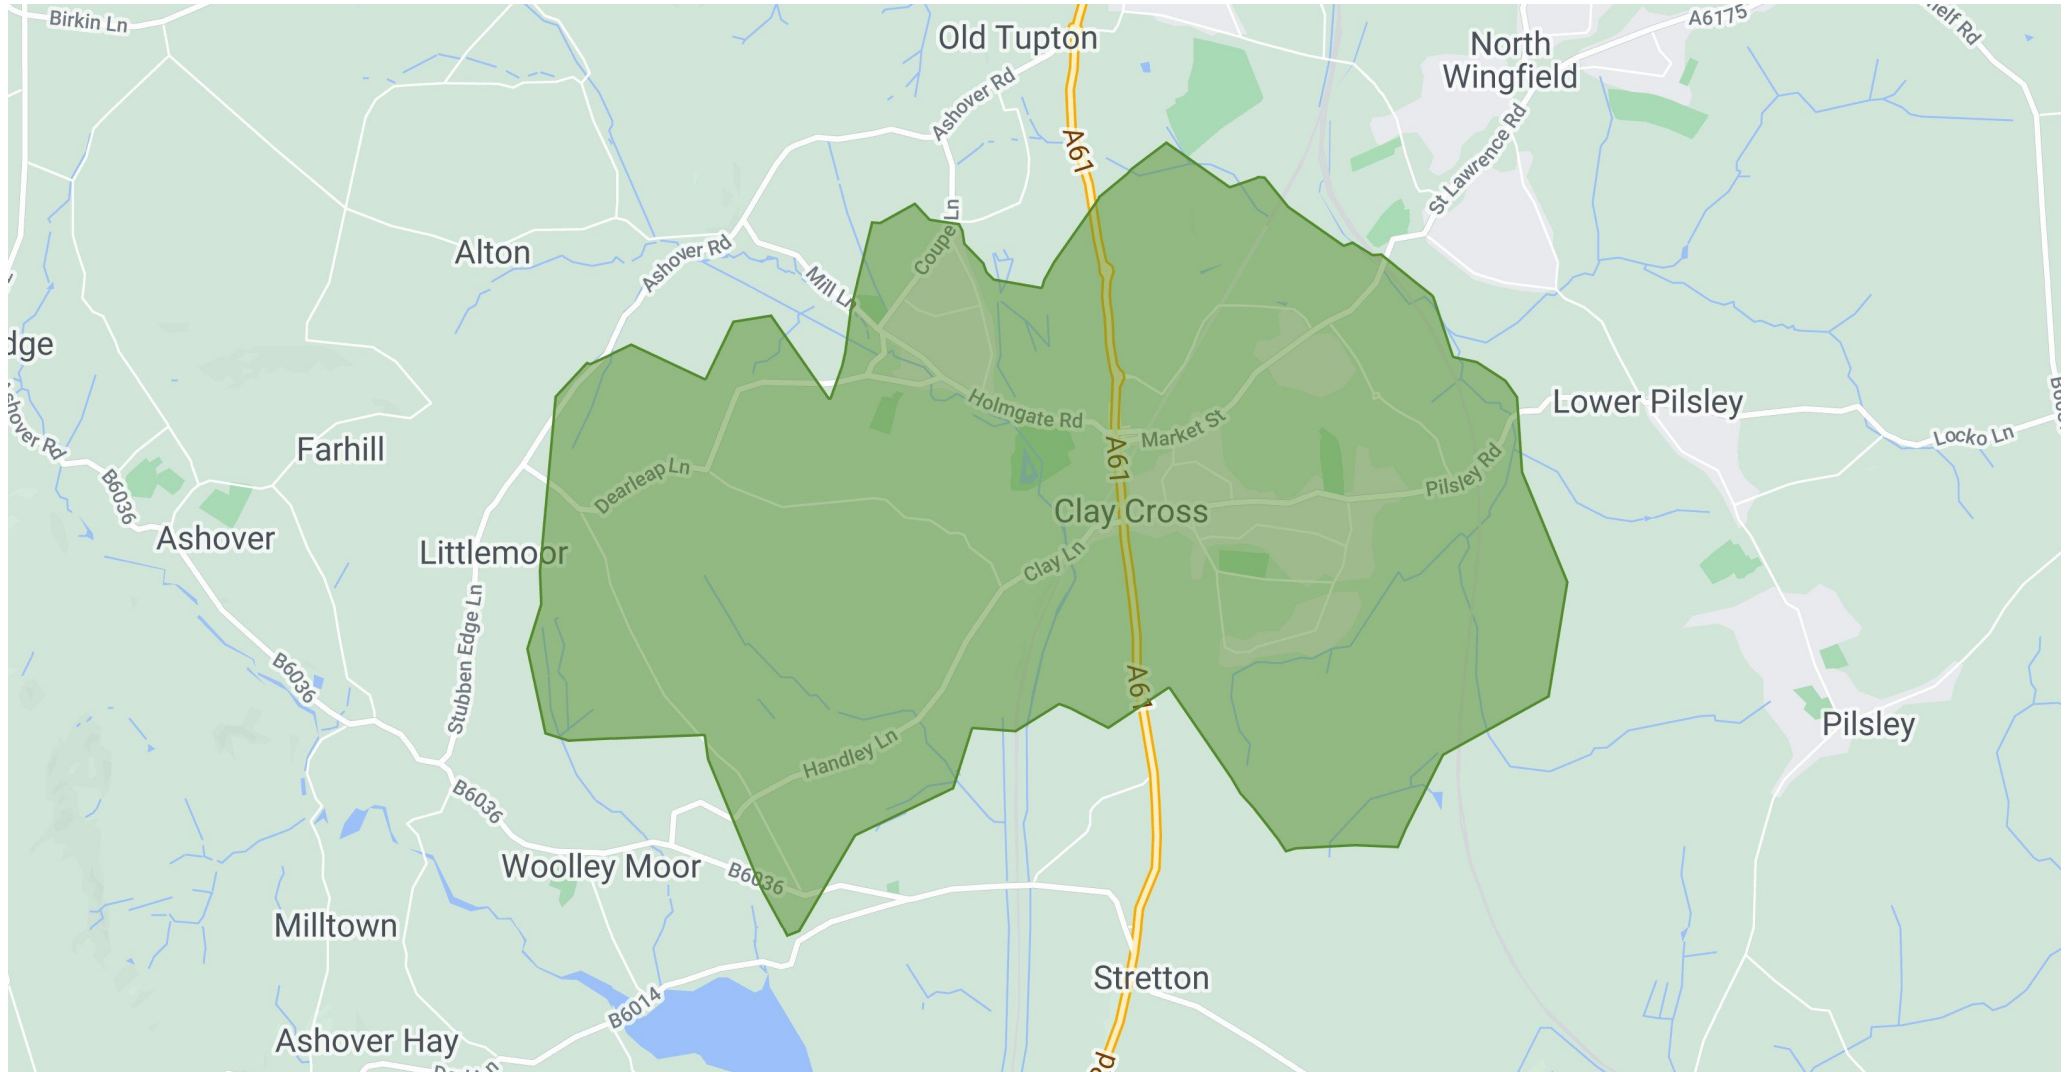 Birkin Ln
Old Tupton
A6175
North
Wingfield
Ashover Rd
A61
St Lawrence Rd
Alton
Ashover Rd
Coupe Ln
Mill Ln
Lower Pilsley
Holmgate Rd
Market St
Locko Ln
Farhill
Dearleap Ln
A61
Pilsley Rd
B6036
Clay Cross
Ashover
Littlemoor
Clay Ln
Stubben Edge Ln
B6036
A61
Pilsley
Handley Ln
B6036
Woolley Moor
B6036
Milltown
Stretton
B6014
Ashover Hay